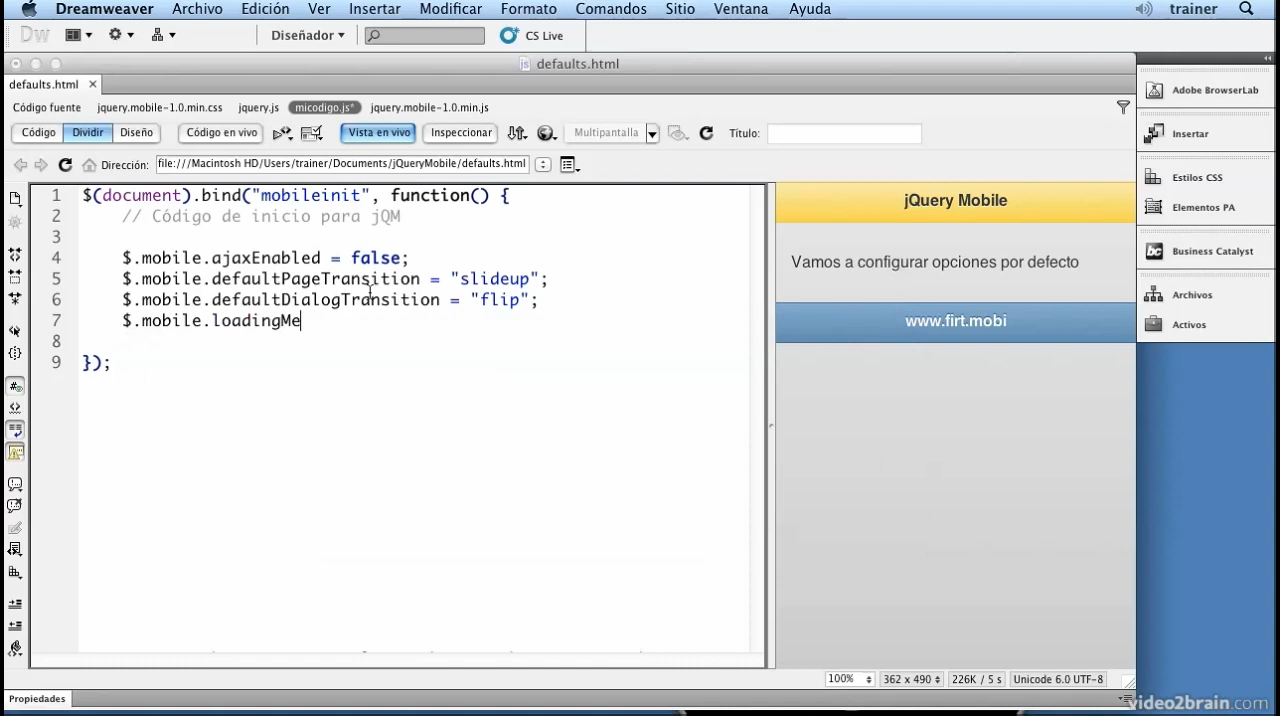 Dreamweaver Archivo Edición Ver Insertar Modificar Formato Comandos Sitio Ventana Ayuda trainer
Dw Diseñador CS Live
defaults.html
defaults.html
Código fuente jquery.mobile-1.0.min.css jquery.js micodigo.js* jquery.mobile-1.0.min.js
Código Dividir Diseño Código en vivo Vista en vivo Inspeccionar Multipantalla Título:
Dirección: file:///Macintosh HD/Users/trainer/Documents/jQueryMobile/defaults.html
1 $(document).bind("mobileinit", function() {
2 // Código de inicio para jQM
3
4 $.mobile.ajaxEnabled = false;
5 $.mobile.defaultPageTransition = "slideup";
6 $.mobile.defaultDialogTransition = "flip";
7 $.mobile.loadingMe
8
9 });
jQuery Mobile
Vamos a configurar opciones por defecto
www.firt.mobi
Adobe BrowserLab
Insertar
Estilos CSS
Elementos PA
bc Business Catalyst
Archivos
Activos
100% 362 x 490 226K / 5 s Unicode 6.0 UTF-8
Propiedades
video2brain.com